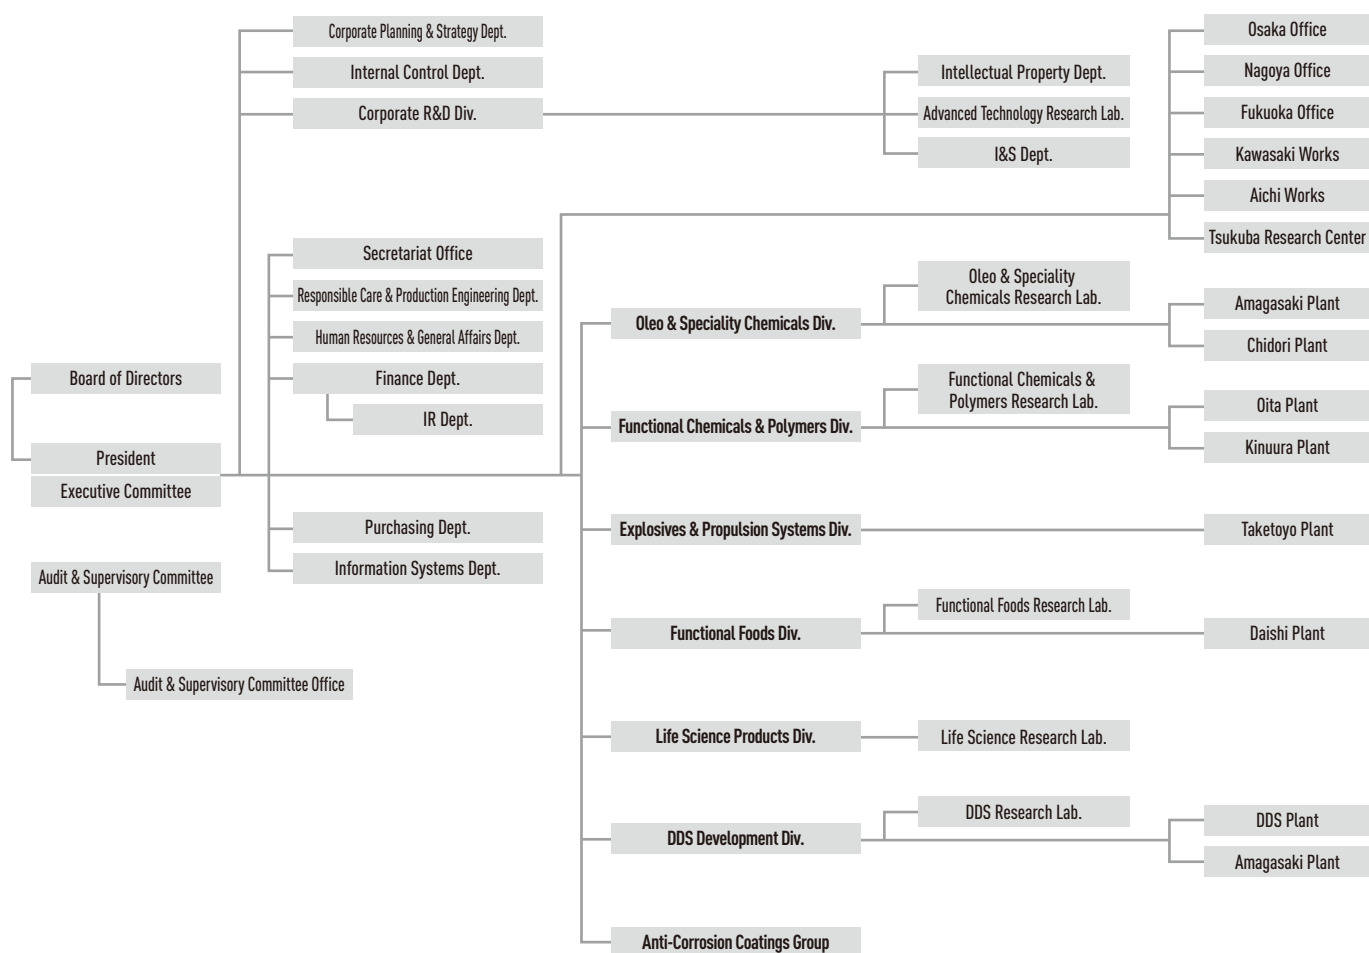 Board of Directors
President
Executive Committee
Audit & Supervisory Committee
Audit & Supervisory Committee Office
Corporate Planning & Strategy Dept.
Internal Control Dept.
Corporate R&D Div.
Secretariat Office
Responsible Care & Production Engineering Dept.
Human Resources & General Affairs Dept.
Finance Dept.
IR Dept.
Purchasing Dept.
Information Systems Dept.
Intellectual Property Dept.
Advanced Technology Research Lab.
I&S Dept.
Osaka Office
Nagoya Office
Fukuoka Office
Kawasaki Works
Aichi Works
Tsukuba Research Center
Oleo & Speciality Chemicals Div.
Oleo & Speciality
Chemicals Research Lab.
Amagasaki Plant
Chidori Plant
Functional Chemicals & Polymers Div.
Functional Chemicals &
Polymers Research Lab.
Oita Plant
Kinuura Plant
Explosives & Propulsion Systems Div.
Taketoyo Plant
Functional Foods Div.
Functional Foods Research Lab.
Daishi Plant
Life Science Products Div.
Life Science Research Lab.
DDS Development Div.
DDS Research Lab.
DDS Plant
Amagasaki Plant
Anti-Corrosion Coatings Group